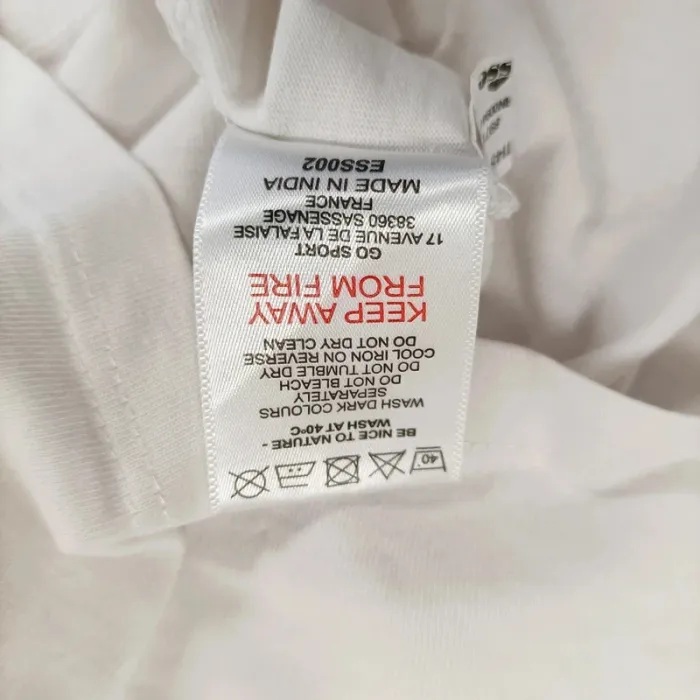 40°
BE NICE TO NATURE -
WASH AT 40°C
WASH DARK COLOURS
SEPARATELY
DO NOT BLEACH
DO NOT TUMBLE DRY
COOL IRON ON REVERSE
DO NOT DRY CLEAN
KEEP AWAY
FROM FIRE
GO SPORT
17 AVENUE DE LA FALAISE
38360 SASSENAGE
FRANCE
MADE IN INDIA
ESS002